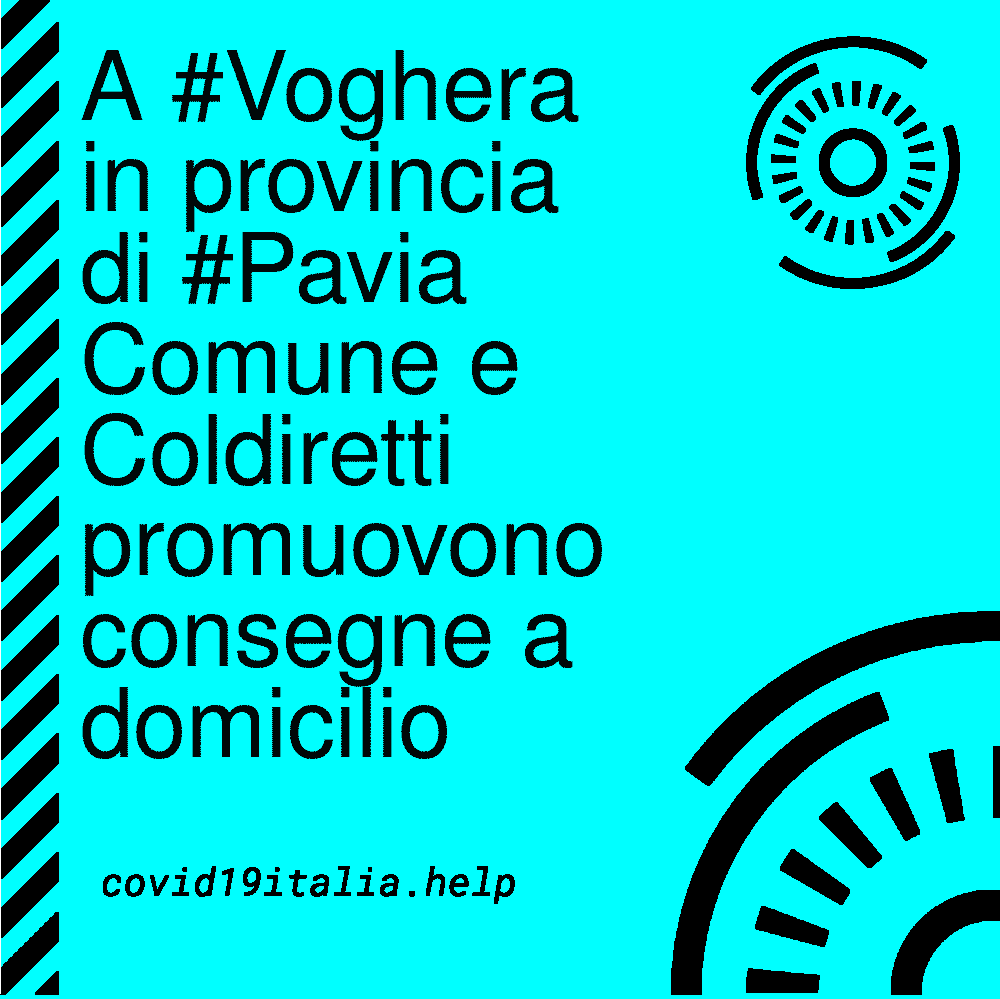 A #Voghera
in provincia
di #Pavia
Comune e
Coldiretti
promuovono
consegne a
domicilio
covid19italia.help